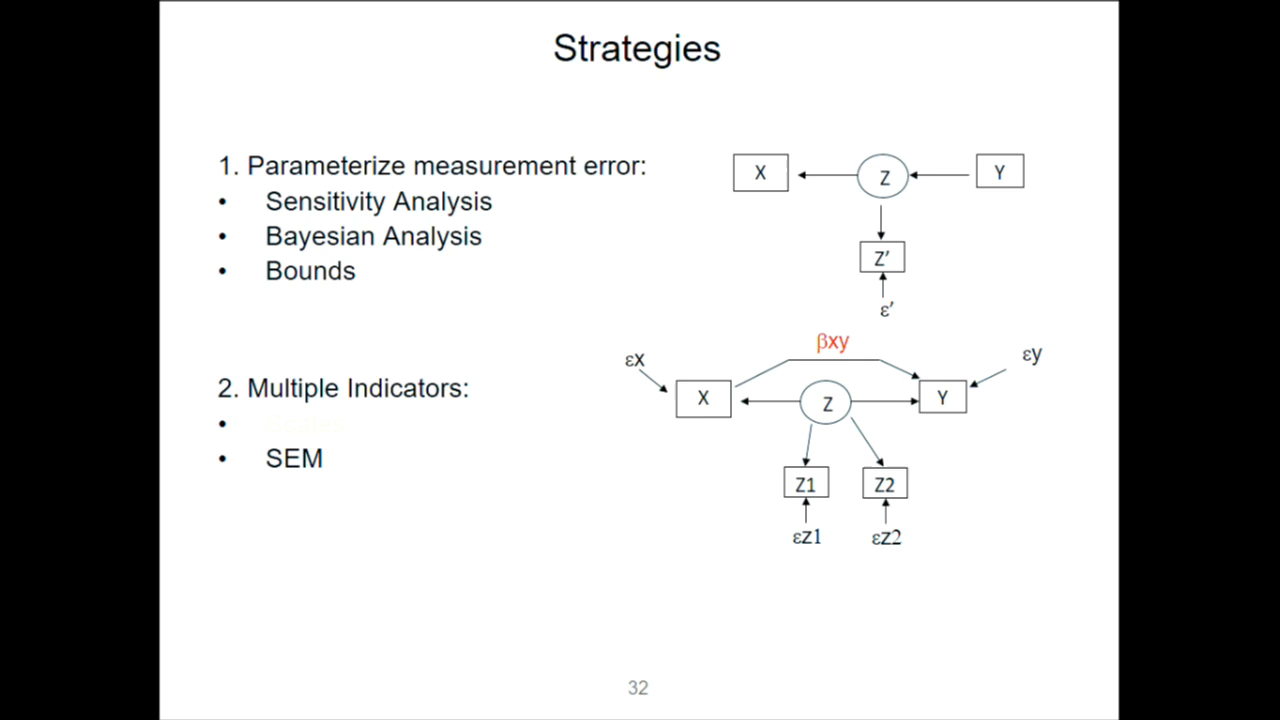 Strategies
1. Parameterize measurement error:
• Sensitivity Analysis
• Bayesian Analysis
• Bounds
X
Z
Y
Z’
ε’
2. Multiple Indicators:
•
• SEM
βxy
εx
εy
X
Z
Y
Z1
Z2
εz1
εz2
32